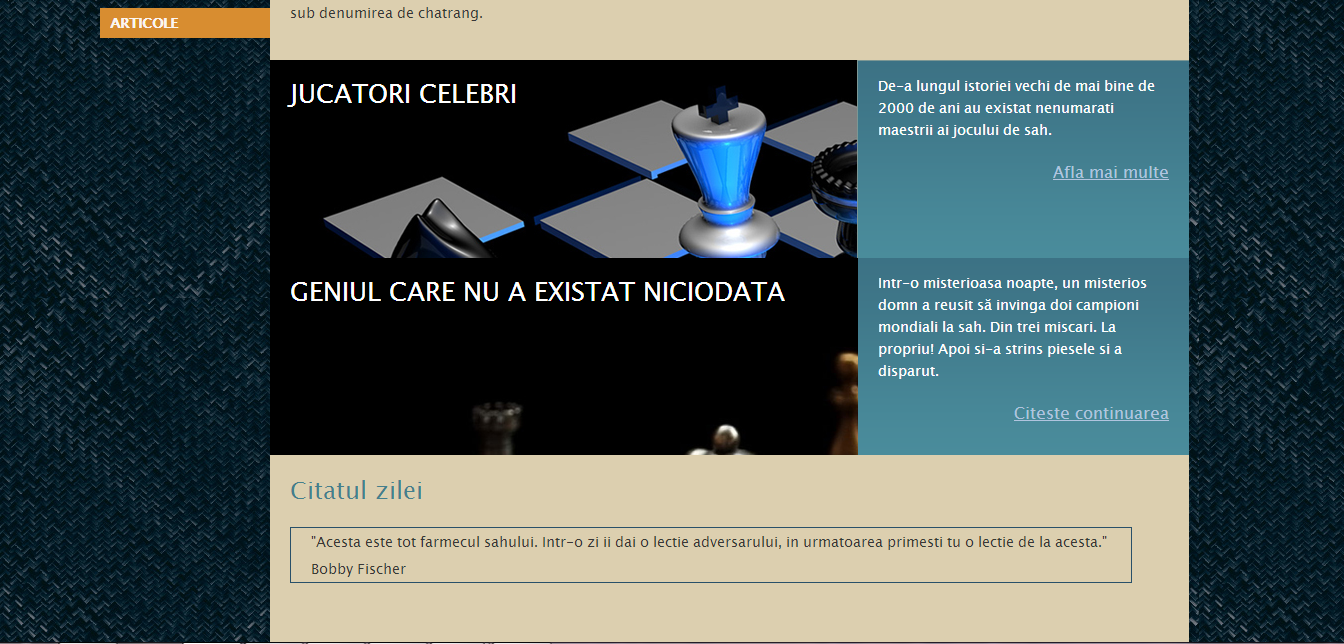 ARTICOLE
sub denumirea de chatrang.
JUCATORI CELEBRI
De-a lungul istoriei vechi de mai bine de
2000 de ani au existat nenumarati
maestrii ai jocului de sah.
Afla mai multe
GENIUL CARE NU A EXISTAT NICIODATA
Intr-o misterioasa noapte, un misterios
domn a reusit să invinga doi campioni
mondiali la sah. Din trei miscari. La
propriu! Apoi si-a strins piesele si a
disparut.
Citeste continuarea
Citatul zilei
"Acesta este tot farmecul sahului. Intr-o zi ii dai o lectie adversarului, in urmatoarea primesti tu o lectie de la acesta."
Bobby Fischer